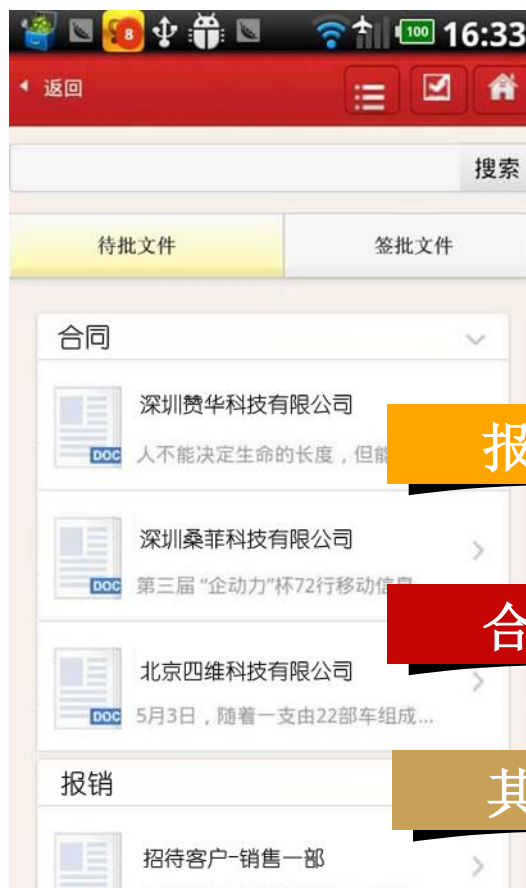 8
100
16:33
返回
搜索
待批文件
签批文件
合同
深圳赞华科技有限公司
DOC
人不能决定生命的长度，但能
报
深圳桑菲科技有限公司
DOC
第三届“企动力”杯72行移动信息
合
北京四维科技有限公司
DOC
5月3日，随着一支由22部车组成...
报销
其
招待客户-销售一部